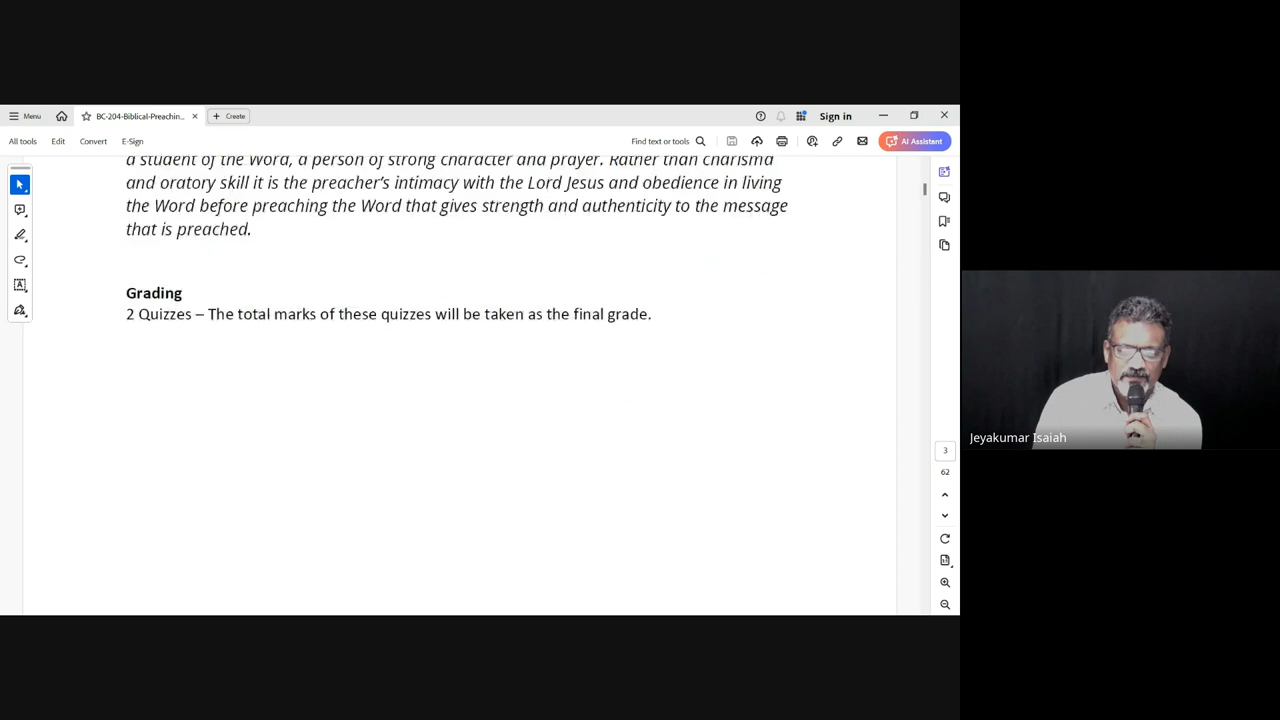 Menu
BC-204-Biblical-Preachin...
Create
Sign in
All tools
Edit
Convert
E-Sign
Find text or tools
AI Assistant
a student of the Word, a person of strong character and prayer. Rather than charisma
and oratory skill it is the preacher's intimacy with the Lord Jesus and obedience in living
the Word before preaching the Word that gives strength and authenticity to the message
that is preached.
Grading
2 Quizzes – The total marks of these quizzes will be taken as the final grade.
3
62
Jeyakumar Isaiah